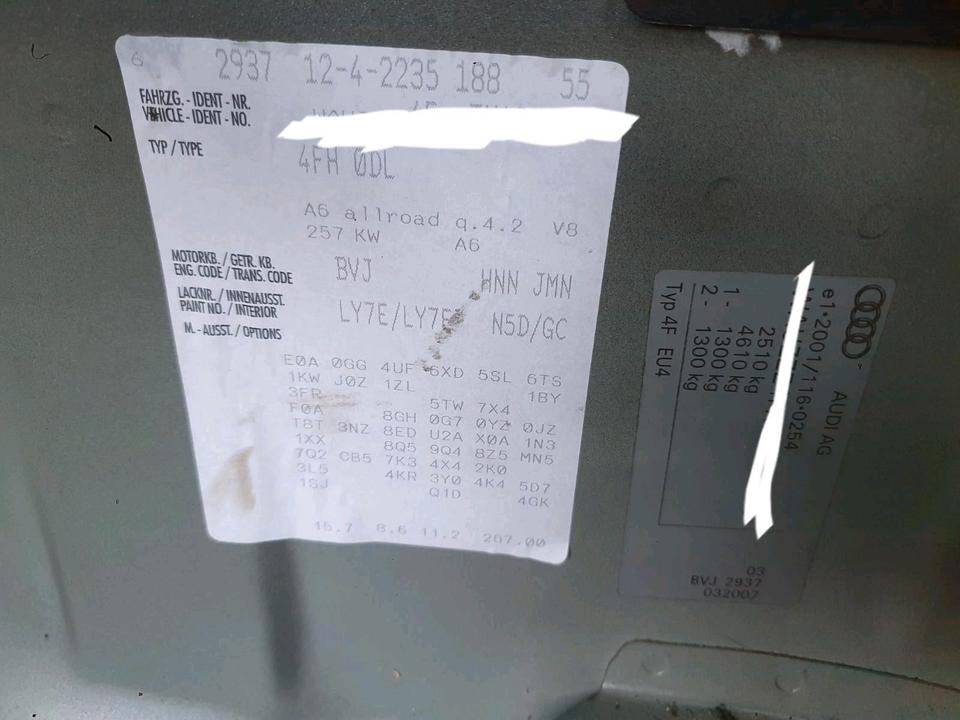 6 2937 12-4-2235 188 55
FAHRZG. - IDENT - NR.
VEHICLE - IDENT - NO.
TYP / TYPE 4FH 0DL
A6 allroad q.4.2 V8
257 KW A6
MOTORKB. / GETR. KB.
ENG. CODE / TRANS. CODE BVJ HNN JMN
LACKNR. / INNENAUSST.
PAINT NO. / INTERIOR LY7E/LY7E N5D/GC
M. - AUSST. / OPTIONS
E0A 0GG 4UF 6XD 5SL 6TS
1KW J0Z 1ZL 1BY
3FR 5TW 7X4
F0A 8GH 0G7 0YZ 0JZ
T8T 3NZ 8ED U2A X0A 1N3
1XX 8Q5 9Q4 8Z5 MN5
7Q2 CB5 7K3 4X4 2K0
3L5 4KR 3Y0 4K4 5D7
1SJ Q1D 4GK
15.7 8.6 11.2 267.00
AUDI AG
e1*2001/116*0254
2510 kg
4610 kg
1- 1300 kg
2- 1300 kg
Typ 4F EU4
03
BVJ 2937
032007